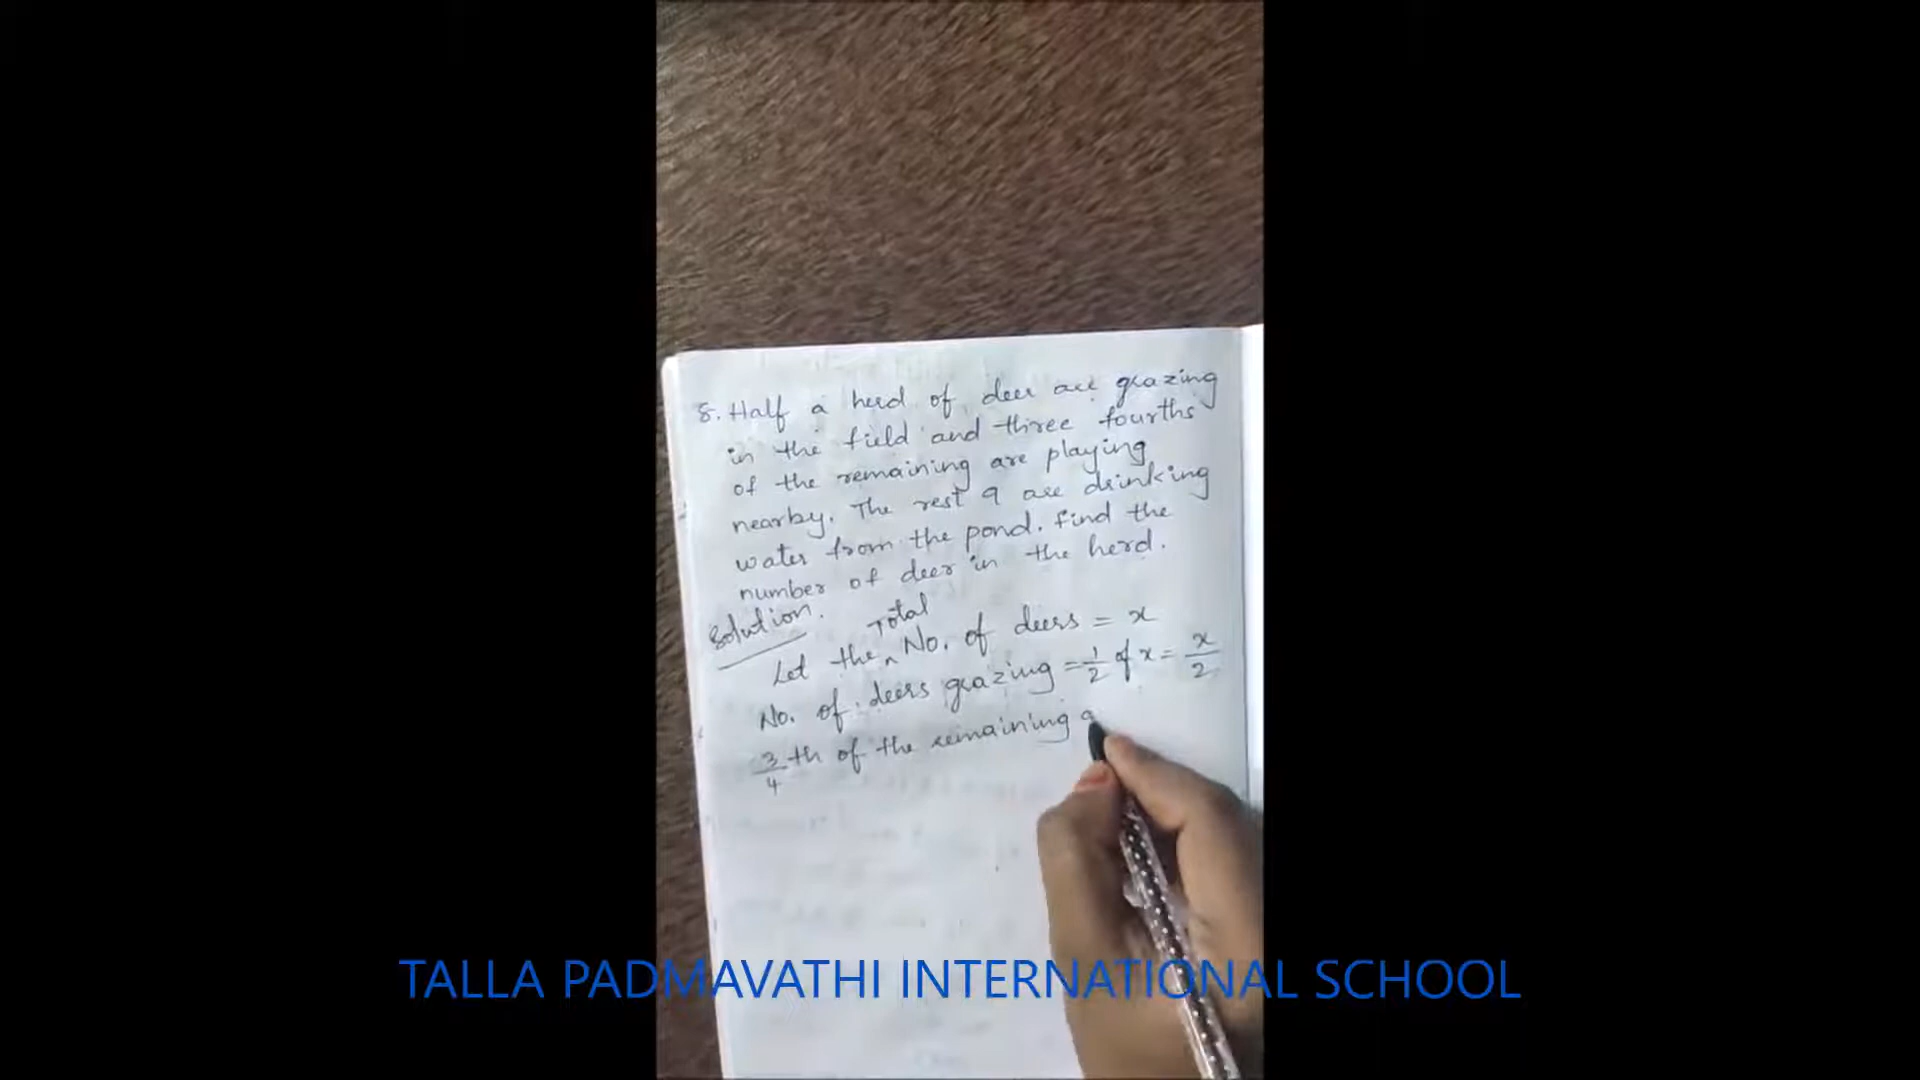 8. Half a herd of deer are grazing
in the field and three fourths
of the remaining are playing
nearby. The rest 9 are drinking
water from the pond. find the
number of deer in the herd.
Solution.
Total
Let the ^ No. of deers = x
No. of deers grazing = 1/2 of x = x/2
3/4 th of the remaining a
TALLA PADMAVATHI INTERNATIONAL SCHOOL